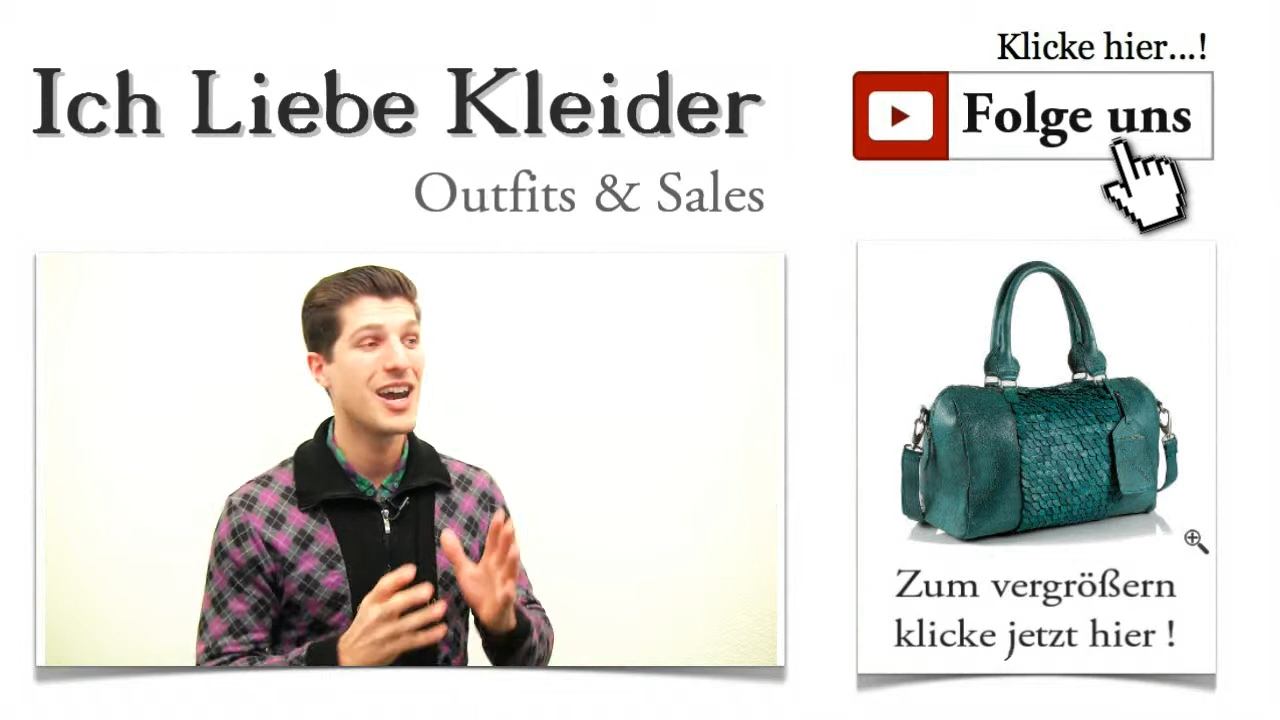 Ich Liebe Kleider
Outfits & Sales
Klicke hier...!
Folge uns
Zum vergrößern
klicke jetzt hier !